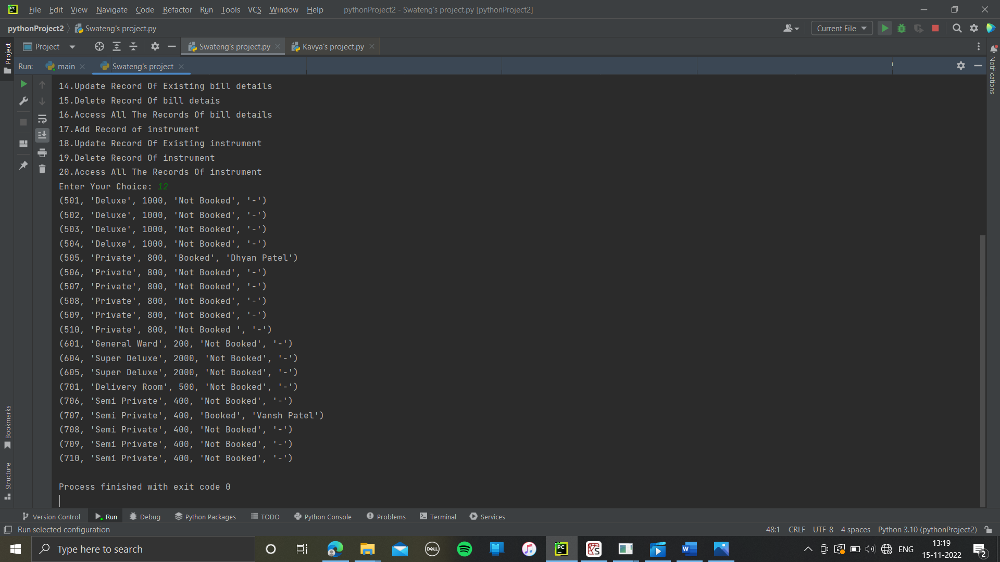 File Edit View Navigate Code Refactor Run Tools VCS Window Help pythonProject2 - Swateng's project.py [pythonProject2]
pythonProject2 Swateng's project.py Current File
Project Swateng's project.py Kavya's project.py
Run: main Swateng's project
14.Update Record Of Existing bill details
15.Delete Record Of bill detais
16.Access All The Records Of bill details
17.Add Record of instrument
18.Update Record Of Existing instrument
19.Delete Record Of instrument
20.Access All The Records Of instrument
Enter Your Choice: 12
(501, 'Deluxe', 1000, 'Not Booked', '-')
(502, 'Deluxe', 1000, 'Not Booked', '-')
(503, 'Deluxe', 1000, 'Not Booked', '-')
(504, 'Deluxe', 1000, 'Not Booked', '-')
(505, 'Private', 800, 'Booked', 'Dhyan Patel')
(506, 'Private', 800, 'Not Booked', '-')
(507, 'Private', 800, 'Not Booked', '-')
(508, 'Private', 800, 'Not Booked', '-')
(509, 'Private', 800, 'Not Booked', '-')
(510, 'Private', 800, 'Not Booked ', '-')
(601, 'General Ward', 200, 'Not Booked', '-')
(604, 'Super Deluxe', 2000, 'Not Booked', '-')
(605, 'Super Deluxe', 2000, 'Not Booked', '-')
(701, 'Delivery Room', 500, 'Not Booked', '-')
(706, 'Semi Private', 400, 'Not Booked', '-')
(707, 'Semi Private', 400, 'Booked', 'Vansh Patel')
(708, 'Semi Private', 400, 'Not Booked', '-')
(709, 'Semi Private', 400, 'Not Booked', '-')
(710, 'Semi Private', 400, 'Not Booked', '-')
Process finished with exit code 0
Project
Bookmarks
Structure
Notifications
Version Control Run Debug Python Packages TODO Python Console Problems Terminal Services
Run selected configuration 48:1 CRLF UTF-8 4 spaces Python 3.10 (pythonProject2)
Type here to search DELL PC ENG 13:19
15-11-2022 2